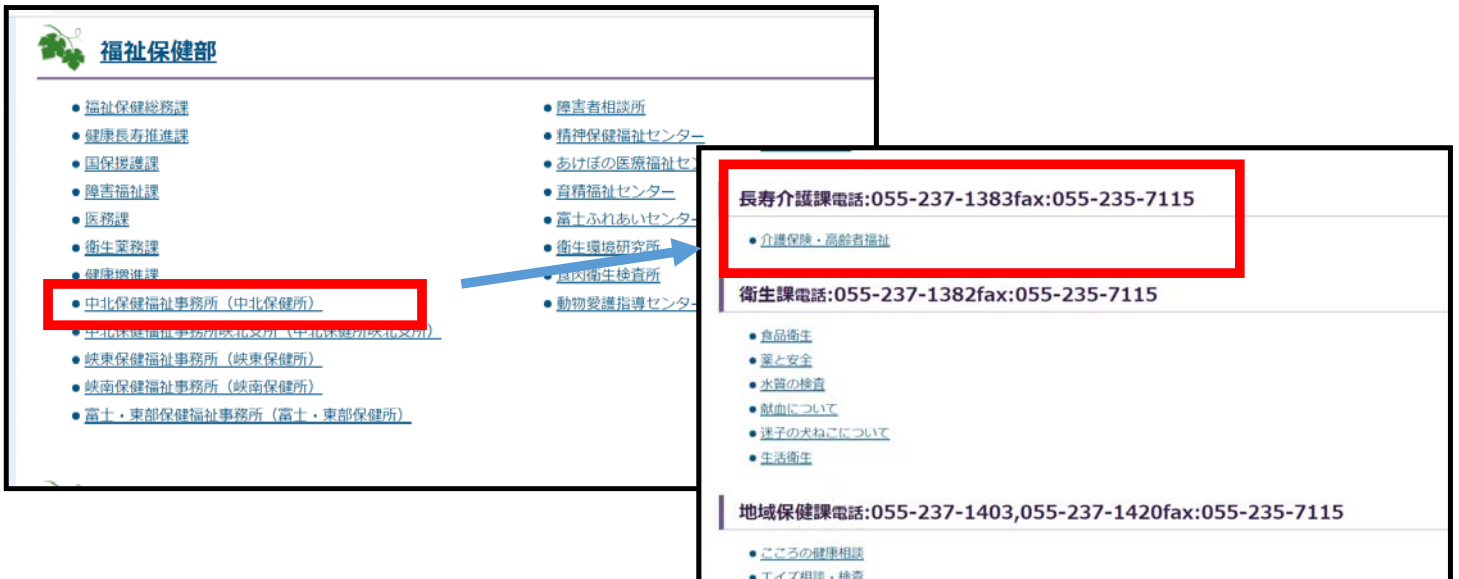 福祉保健部
福祉保健総務課
健康長寿推進課
国保援護課
障害福祉課
医務課
衛生薬務課
健康増進課
中北保健福祉事務所（中北保健所）
中北保健福祉事務所峡北支所（中北保健所峡北支所）
峡東保健福祉事務所（峡東保健所）
峡南保健福祉事務所（峡南保健所）
富士・東部保健福祉事務所（富士・東部保健所）
障害者相談所
精神保健福祉センター
あけぼの医療福祉セ
育精福祉センター
富士ふれあいセンター
衛生環境研究所
食肉衛生検査所
動物愛護指導センター
長寿介護課電話:055-237-1383fax:055-235-7115
介護保険・高齢者福祉
衛生課電話:055-237-1382fax:055-235-7115
食品衛生
薬と安全
水質の検査
献血について
迷子の犬ねこについて
生活衛生
地域保健課電話:055-237-1403,055-237-1420fax:055-235-7115
こころの健康相談
エイズ相談・検査